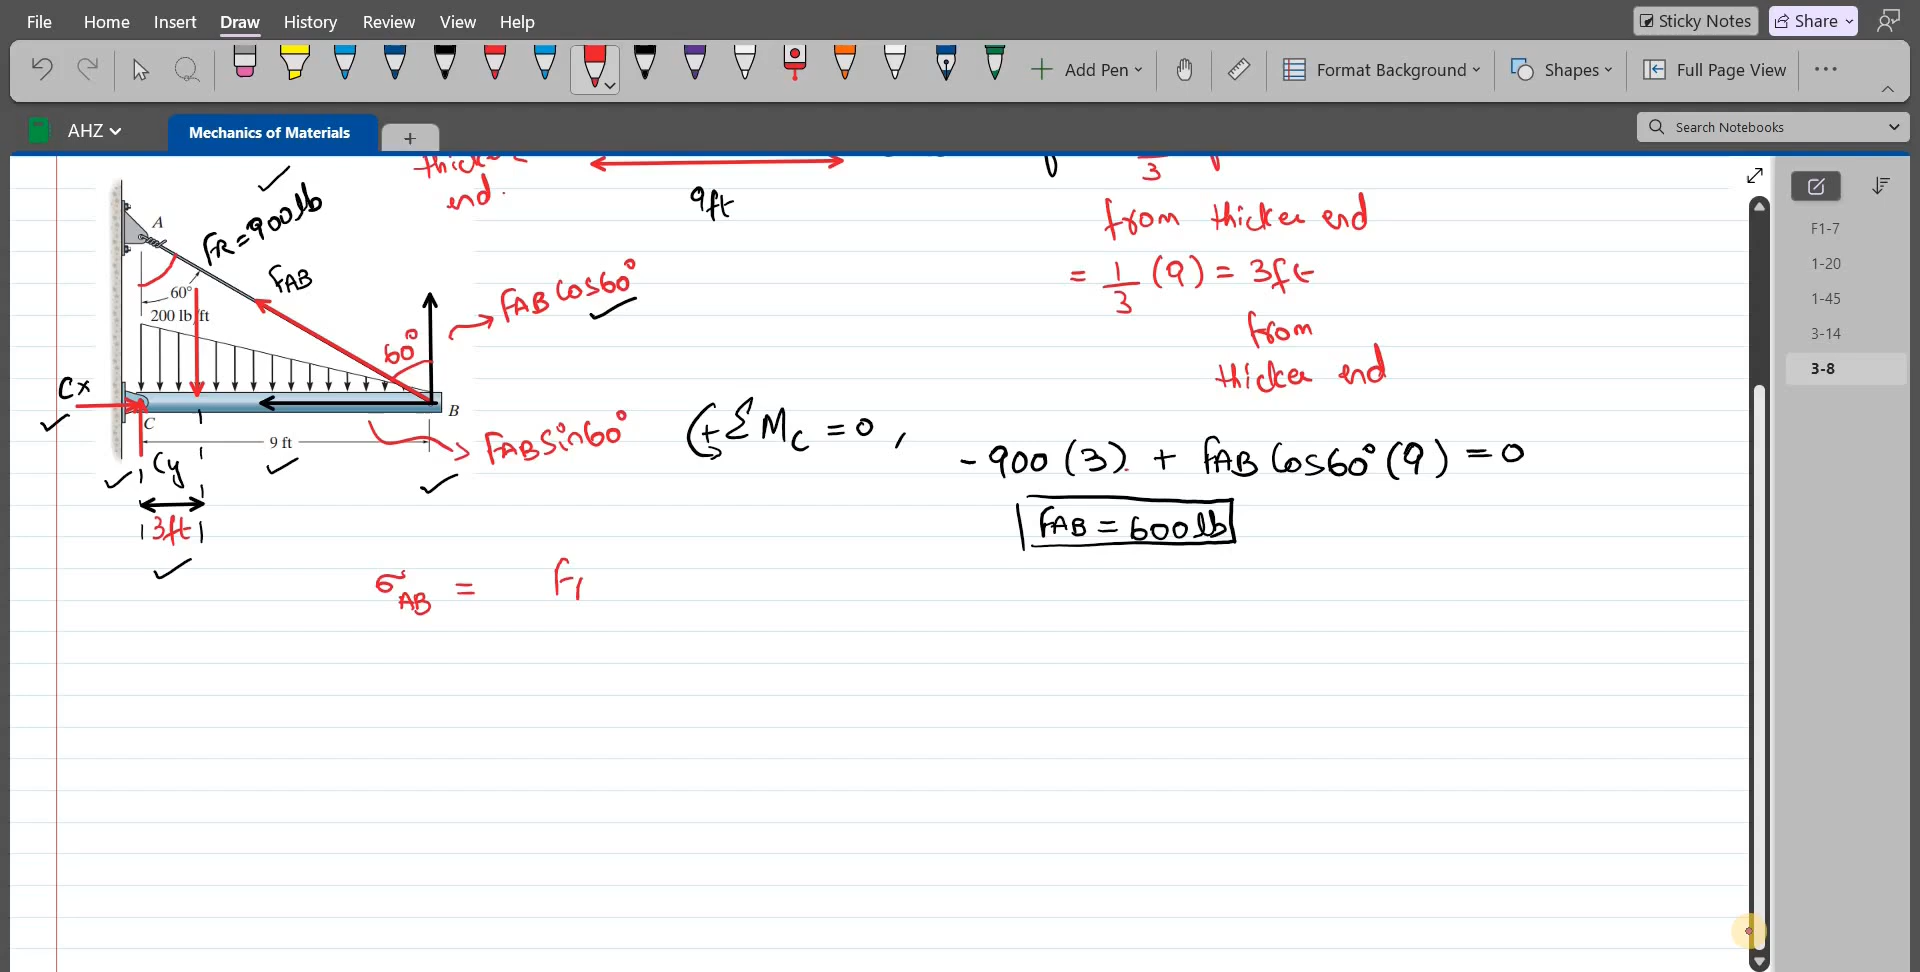 File Home Insert Draw History Review View Help
Sticky Notes Share
Add Pen Format Background Shapes Full Page View
AHZ Mechanics of Materials + Search Notebooks
F1-7
1-20
1-45
3-14
3-8
thicker
end.
9ft
3
from thicker end
= 1/3 (9) = 3ft
from
thicker end
A
FR = 900lb
FAB
60°
200 lb/ft
FAB Cos60°
60°
Cx
C
B
9 ft
FAB Sin60°
Cy
3ft
(+ ΣMC = 0,
-900 (3) + FAB Cos60° (9) = 0
FAB = 600lb
σAB = F